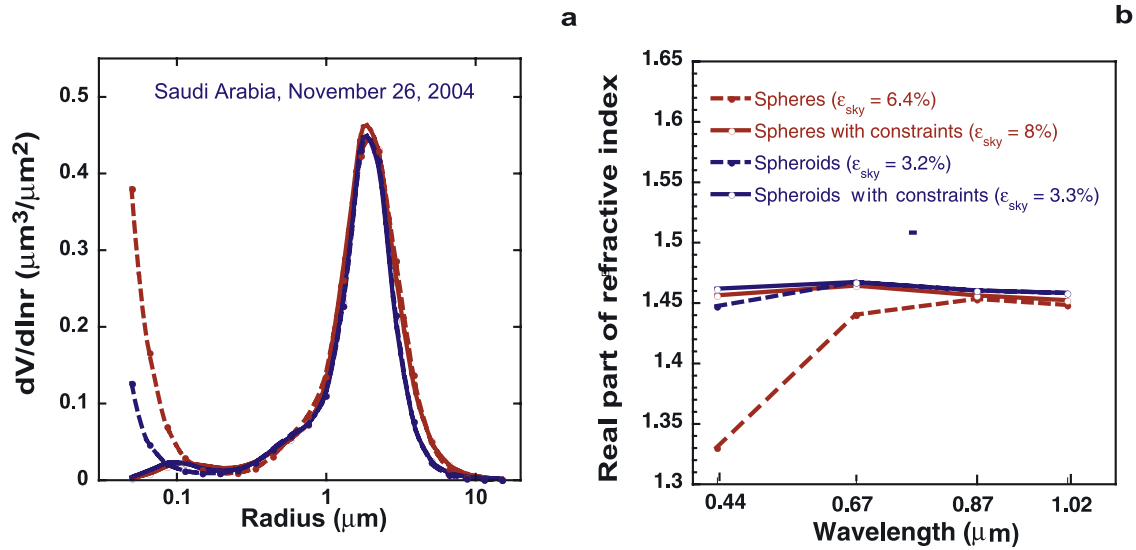 a
b
Saudi Arabia, November 26, 2004
dV/dlnr (μm³/μm²)
0.5
0.4
0.3
0.2
0.1
0
0.1
1
10
Radius (μm)
Real part of refractive index
1.65
1.6
1.55
1.5
1.45
1.4
1.35
1.3
Spheres (ε_sky = 6.4%)
Spheres with constraints (ε_sky = 8%)
Spheroids (ε_sky = 3.2%)
Spheroids with constraints (ε_sky = 3.3%)
0.44
0.67
0.87
1.02
Wavelength (μm)